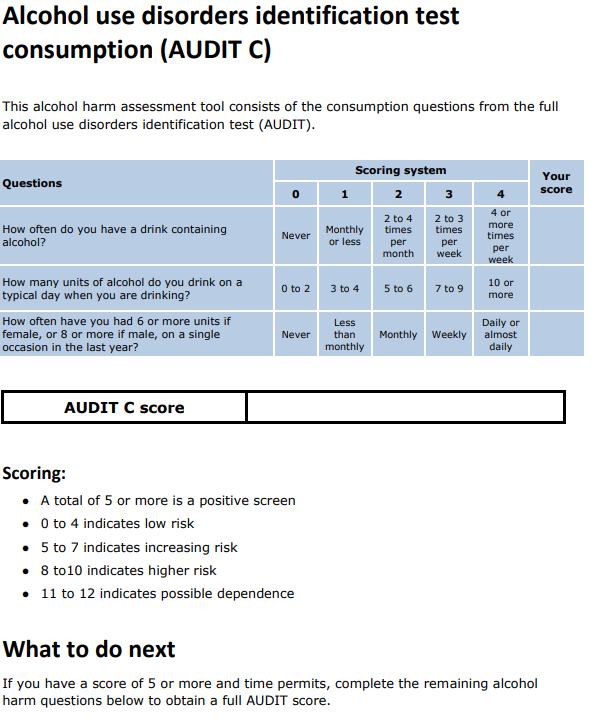 Alcohol use disorders identification test
consumption (AUDIT C)
This alcohol harm assessment tool consists of the consumption questions from the full
alcohol use disorders identification test (AUDIT).
Questions
Scoring system
Your
score
0 1 2 3 4
How often do you have a drink containing
alcohol?
Never
Monthly
or less
2 to 4
times
per
month
2 to 3
times
per
week
4 or
more
times
per
week
How many units of alcohol do you drink on a
typical day when you are drinking?
0 to 2
3 to 4
5 to 6
7 to 9
10 or
more
How often have you had 6 or more units if
female, or 8 or more if male, on a single
occasion in the last year?
Never
Less
than
monthly
Monthly
Weekly
Daily or
almost
daily
AUDIT C score
Scoring:
• A total of 5 or more is a positive screen
• 0 to 4 indicates low risk
• 5 to 7 indicates increasing risk
• 8 to10 indicates higher risk
• 11 to 12 indicates possible dependence
What to do next
If you have a score of 5 or more and time permits, complete the remaining alcohol
harm questions below to obtain a full AUDIT score.